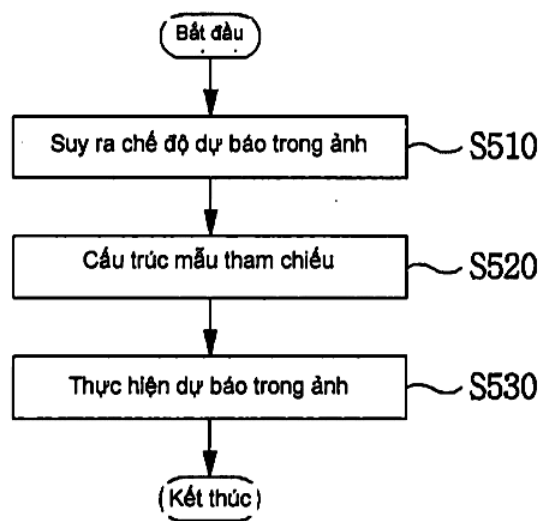 Bắt đầu
Suy ra chế độ dự báo trong ảnh
S510
Cấu trúc mẫu tham chiếu
S520
Thực hiện dự báo trong ảnh
S530
Kết thúc